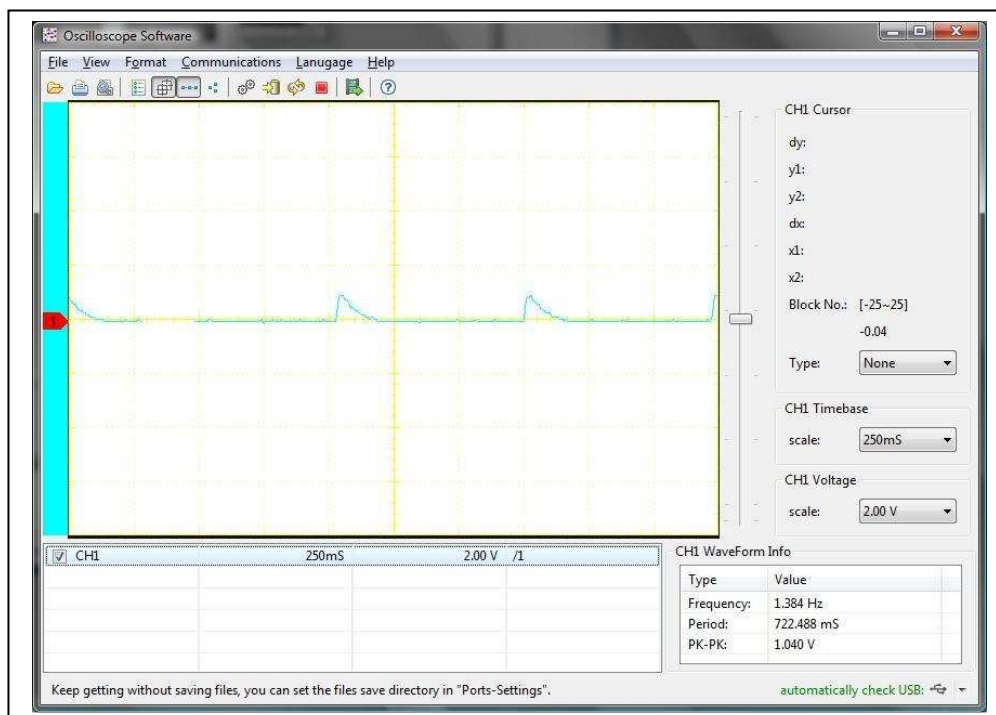 Oscilloscope Software
File View Format Communications Lanugage Help
1
CH1 Cursor
dy:
y1:
y2:
dx:
x1:
x2:
Block No.: [-25~25]
-0.04
Type: None
CH1 Timebase
scale: 250mS
CH1 Voltage
scale: 2.00 V
CH1 250mS 2.00 V /1
CH1 WaveForm Info
Type Value
Frequency: 1.384 Hz
Period: 722.488 mS
PK-PK: 1.040 V
Keep getting without saving files, you can set the files save directory in "Ports-Settings".
automatically check USB: